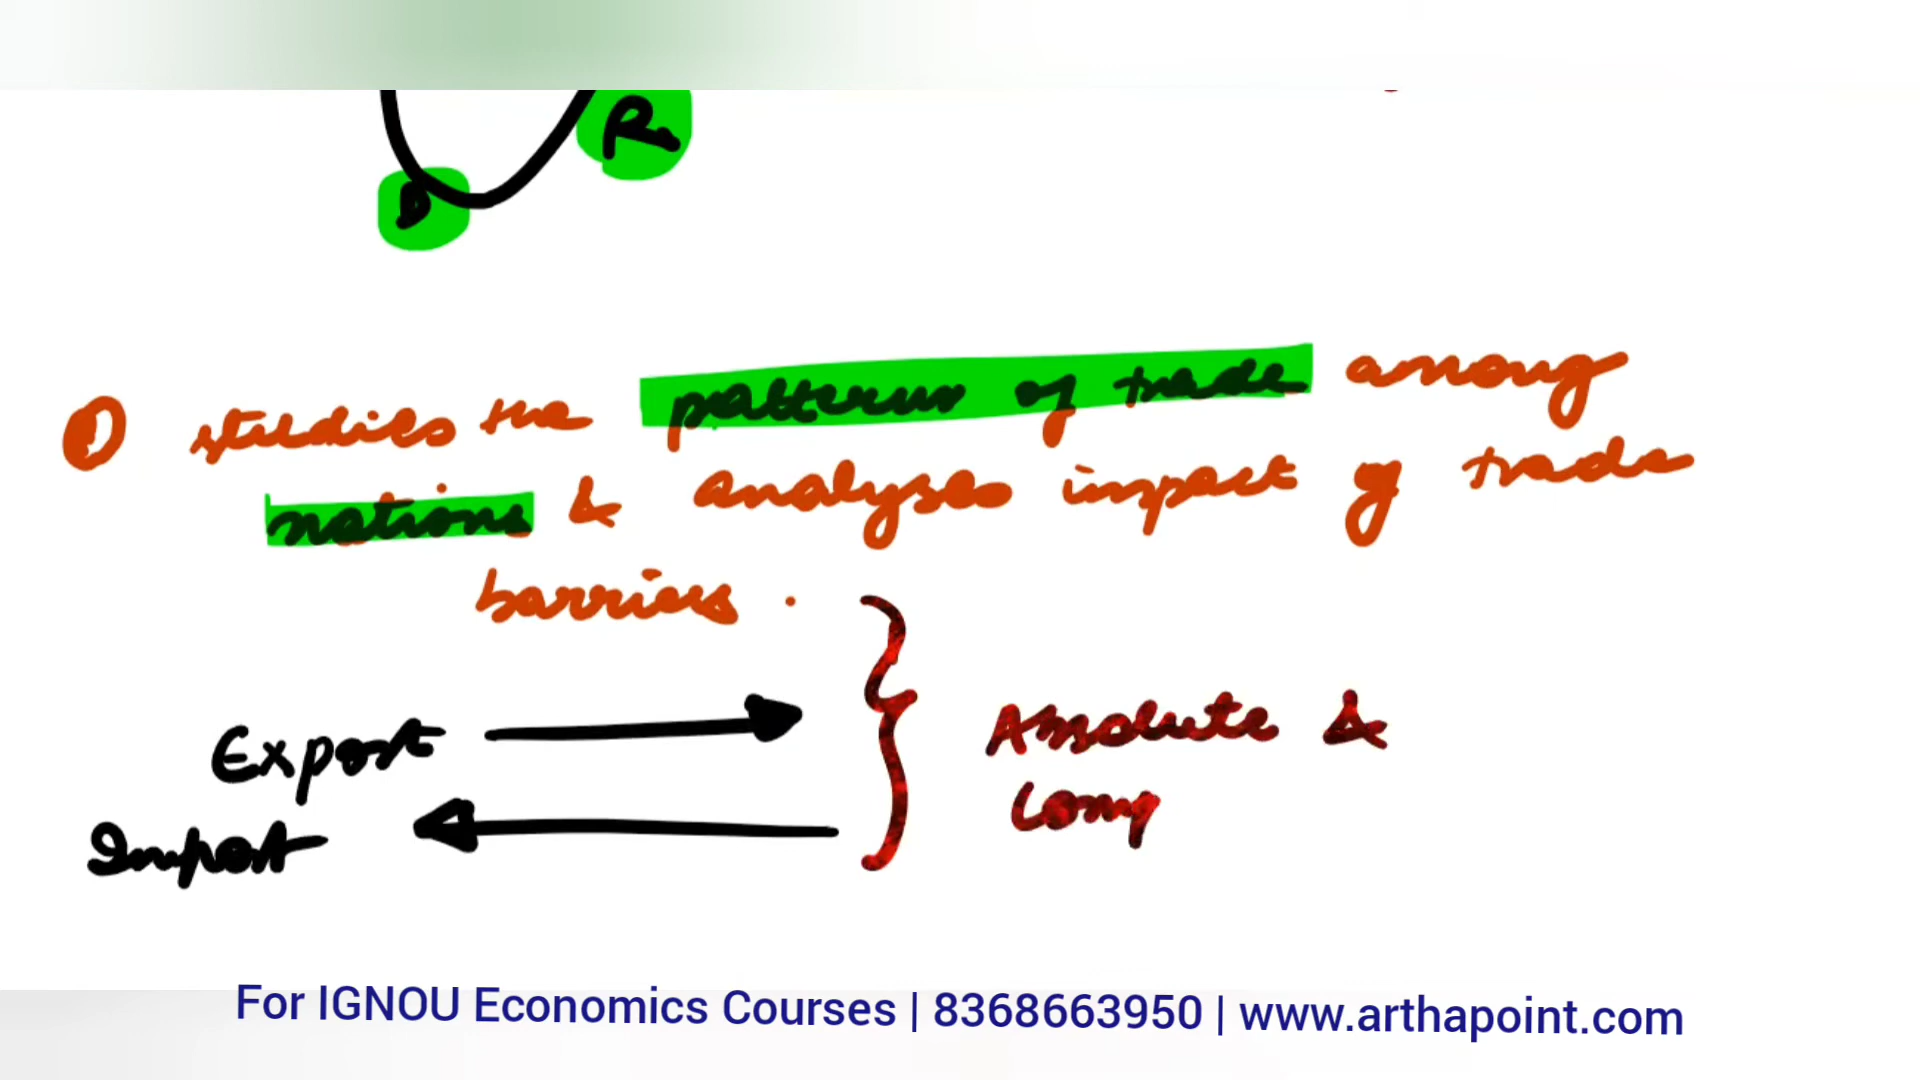 R
D
① studies the patterns of trade among
nations & analyses impact of trade
barriers.
Export
Absolute &
Import
Comp
For IGNOU Economics Courses | 8368663950 | www.arthapoint.com